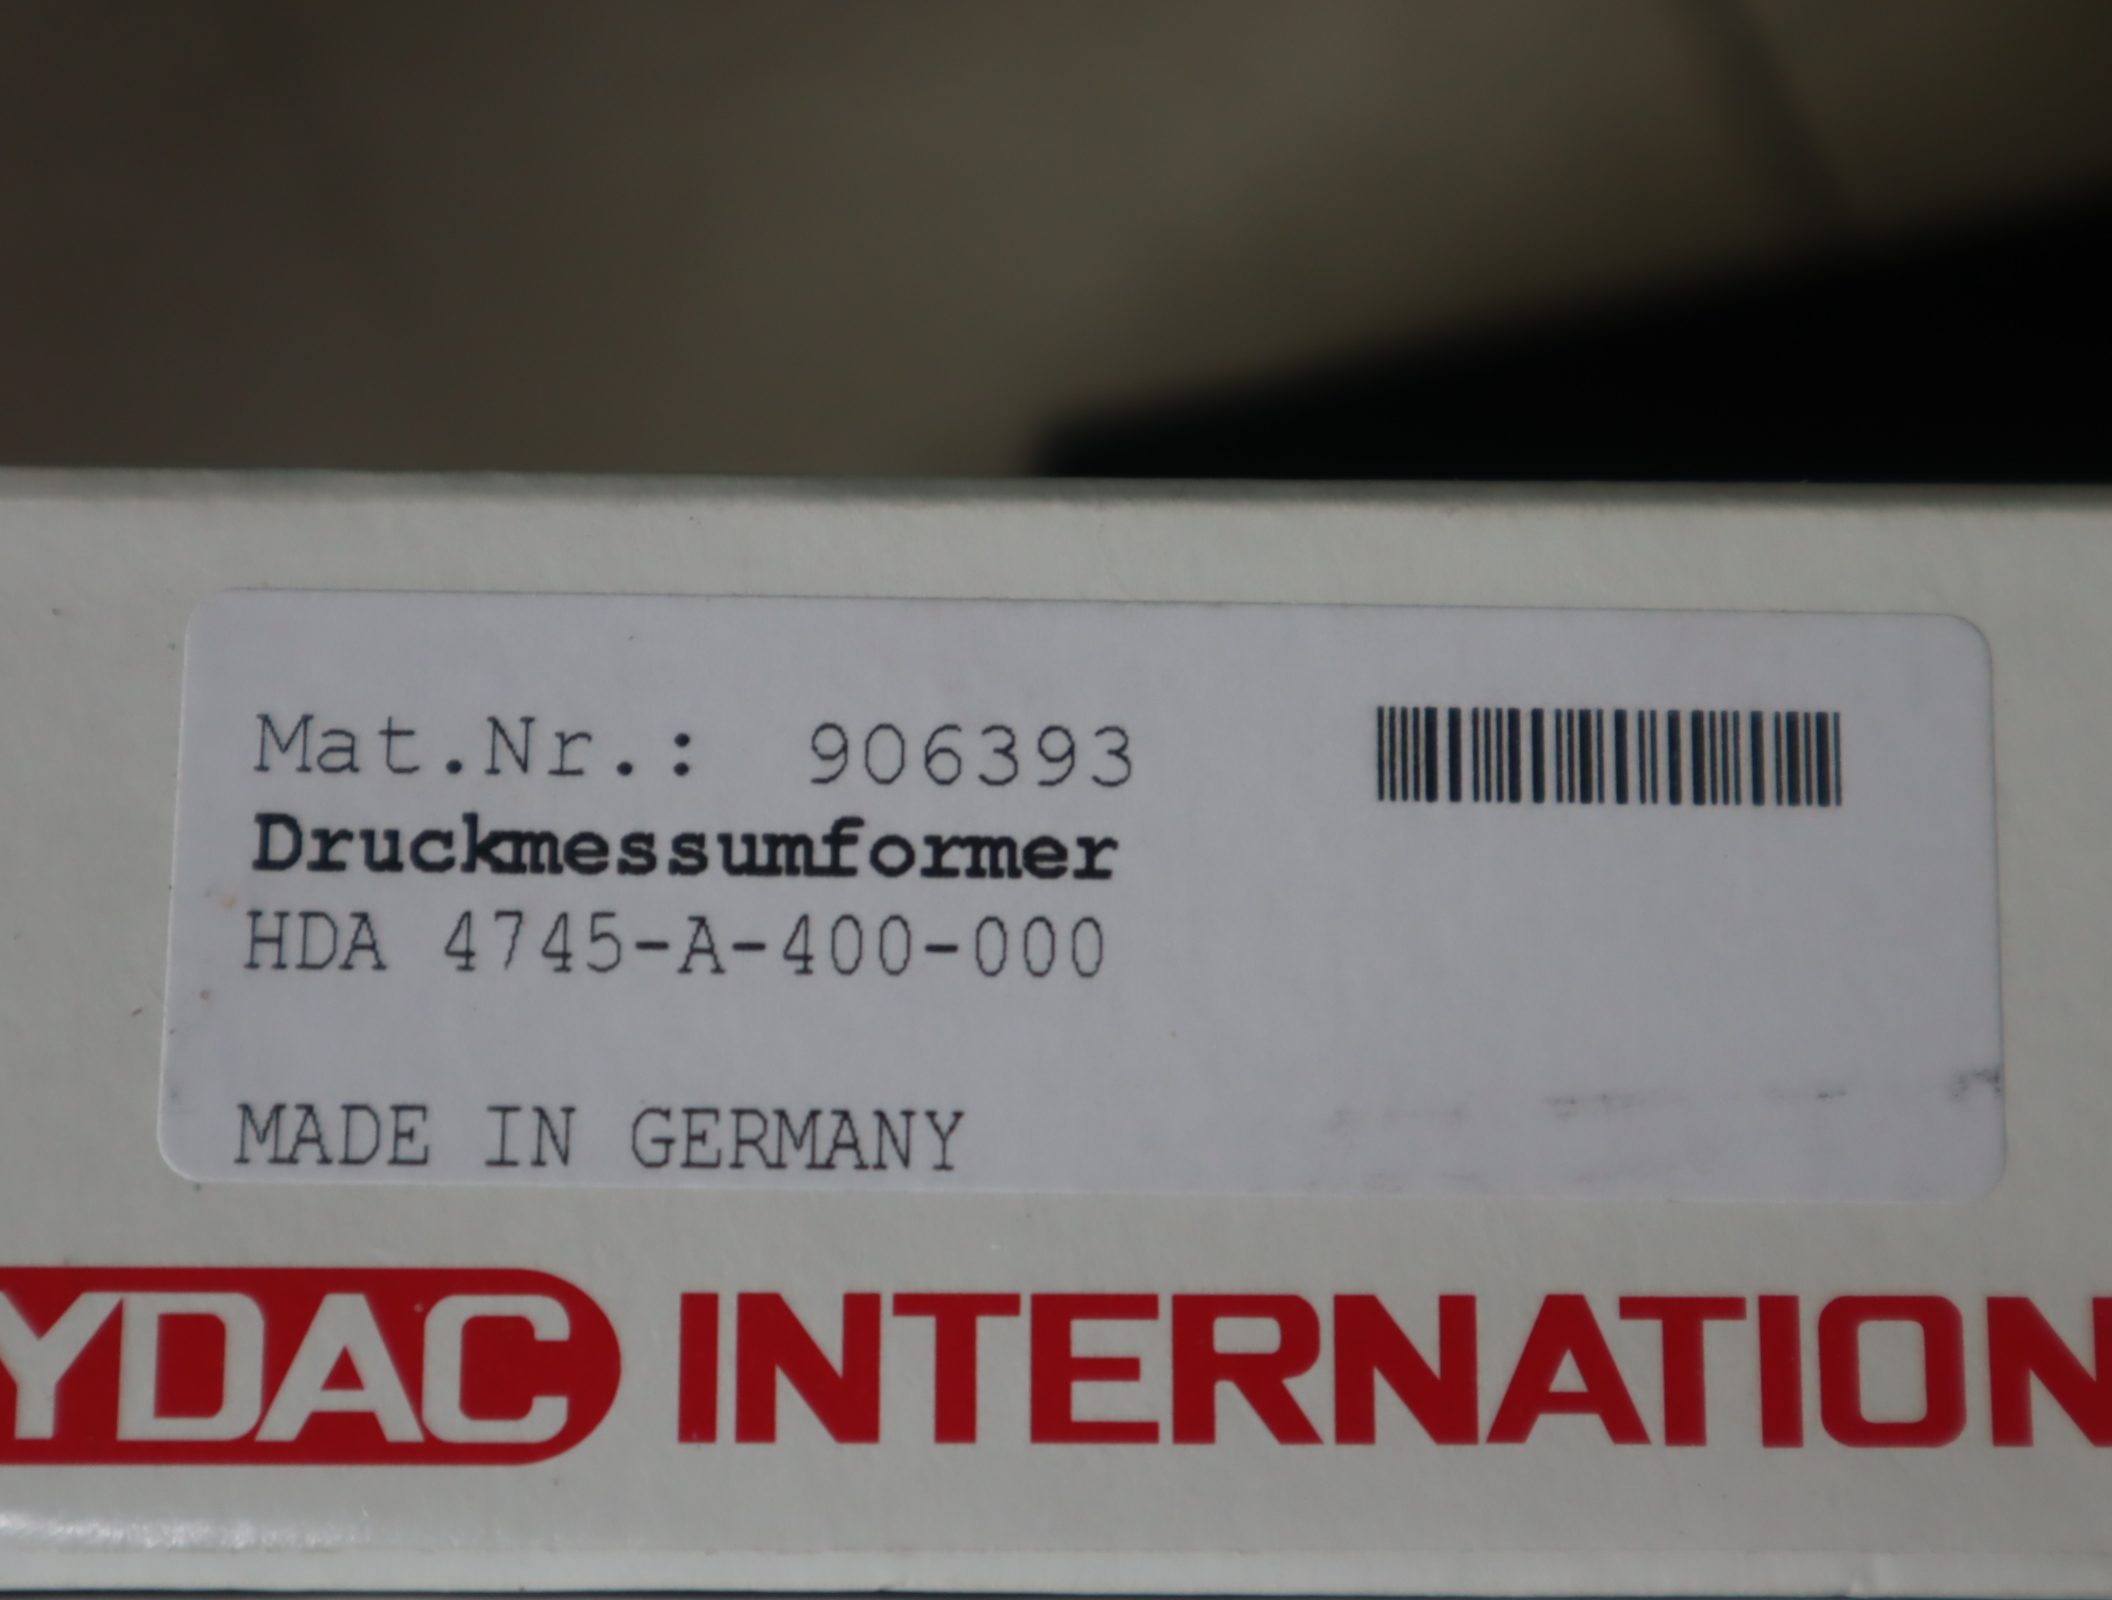 Mat.Nr.: 906393
Druckmessumformer
HDA 4745-A-400-000
MADE IN GERMANY
YDAC INTERNATION